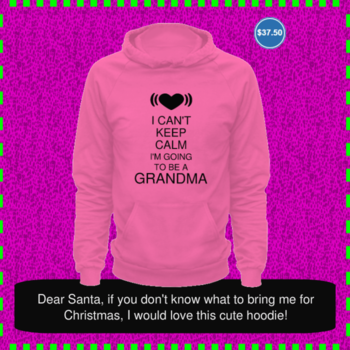 $37.50
I CAN'T
KEEP
CALM
I'M GOING
TO BE A
GRANDMA
Dear Santa, if you don't know what to bring me for
Christmas, I would love this cute hoodie!